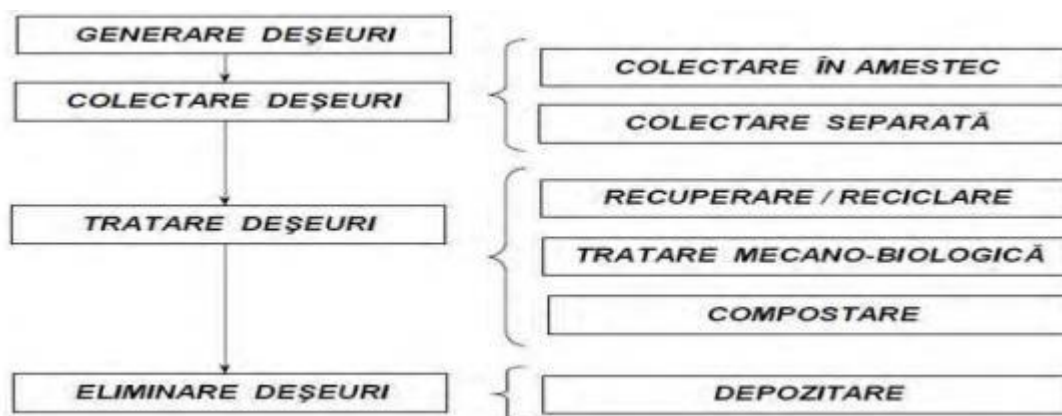 GENERARE DEŞEURI
COLECTARE DEŞEURI
COLECTARE ÎN AMESTEC
COLECTARE SEPARATĂ
TRATARE DEŞEURI
RECUPERARE / RECICLARE
TRATARE MECANO-BIOLOGICĂ
COMPOSTARE
ELIMINARE DEŞEURI
DEPOZITARE